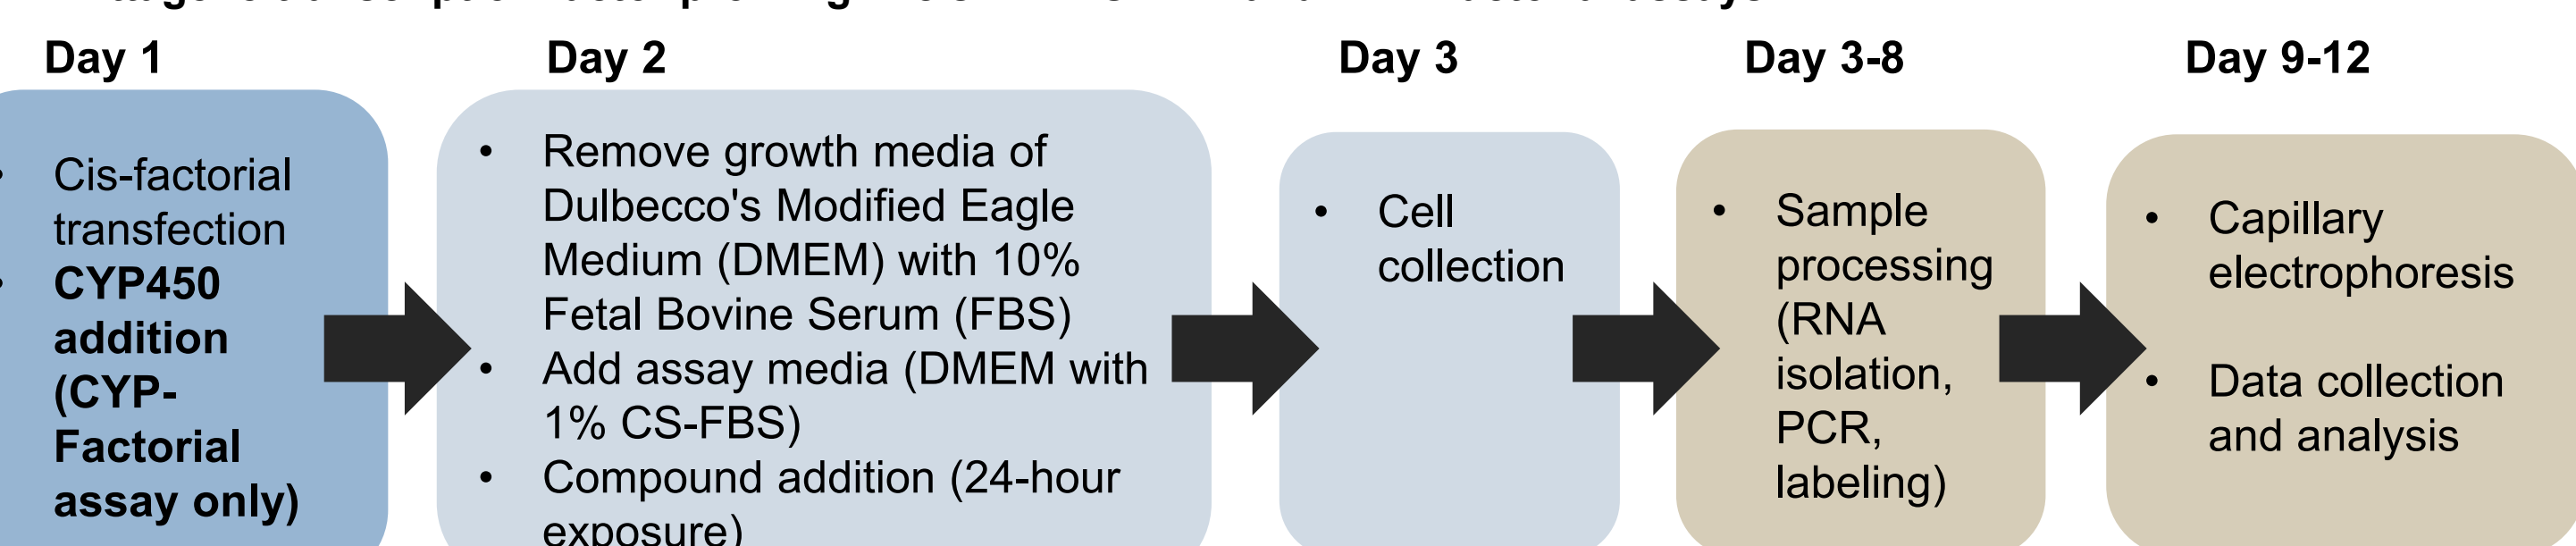 Day 1
Day 2
Day 3
Day 3-8
Day 9-12
Cis-factorial
transfection
• CYP450
addition
(CYP-
Factorial
assay only)
• Remove growth media of
Dulbecco's Modified Eagle
Medium (DMEM) with 10%
Fetal Bovine Serum (FBS)
• Add assay media (DMEM with
1% CS-FBS)
• Compound addition (24-hour
exposure)
• Cell
collection
• Sample
processing
(RNA
isolation,
PCR,
labeling)
• Capillary
electrophoresis
• Data collection
and analysis